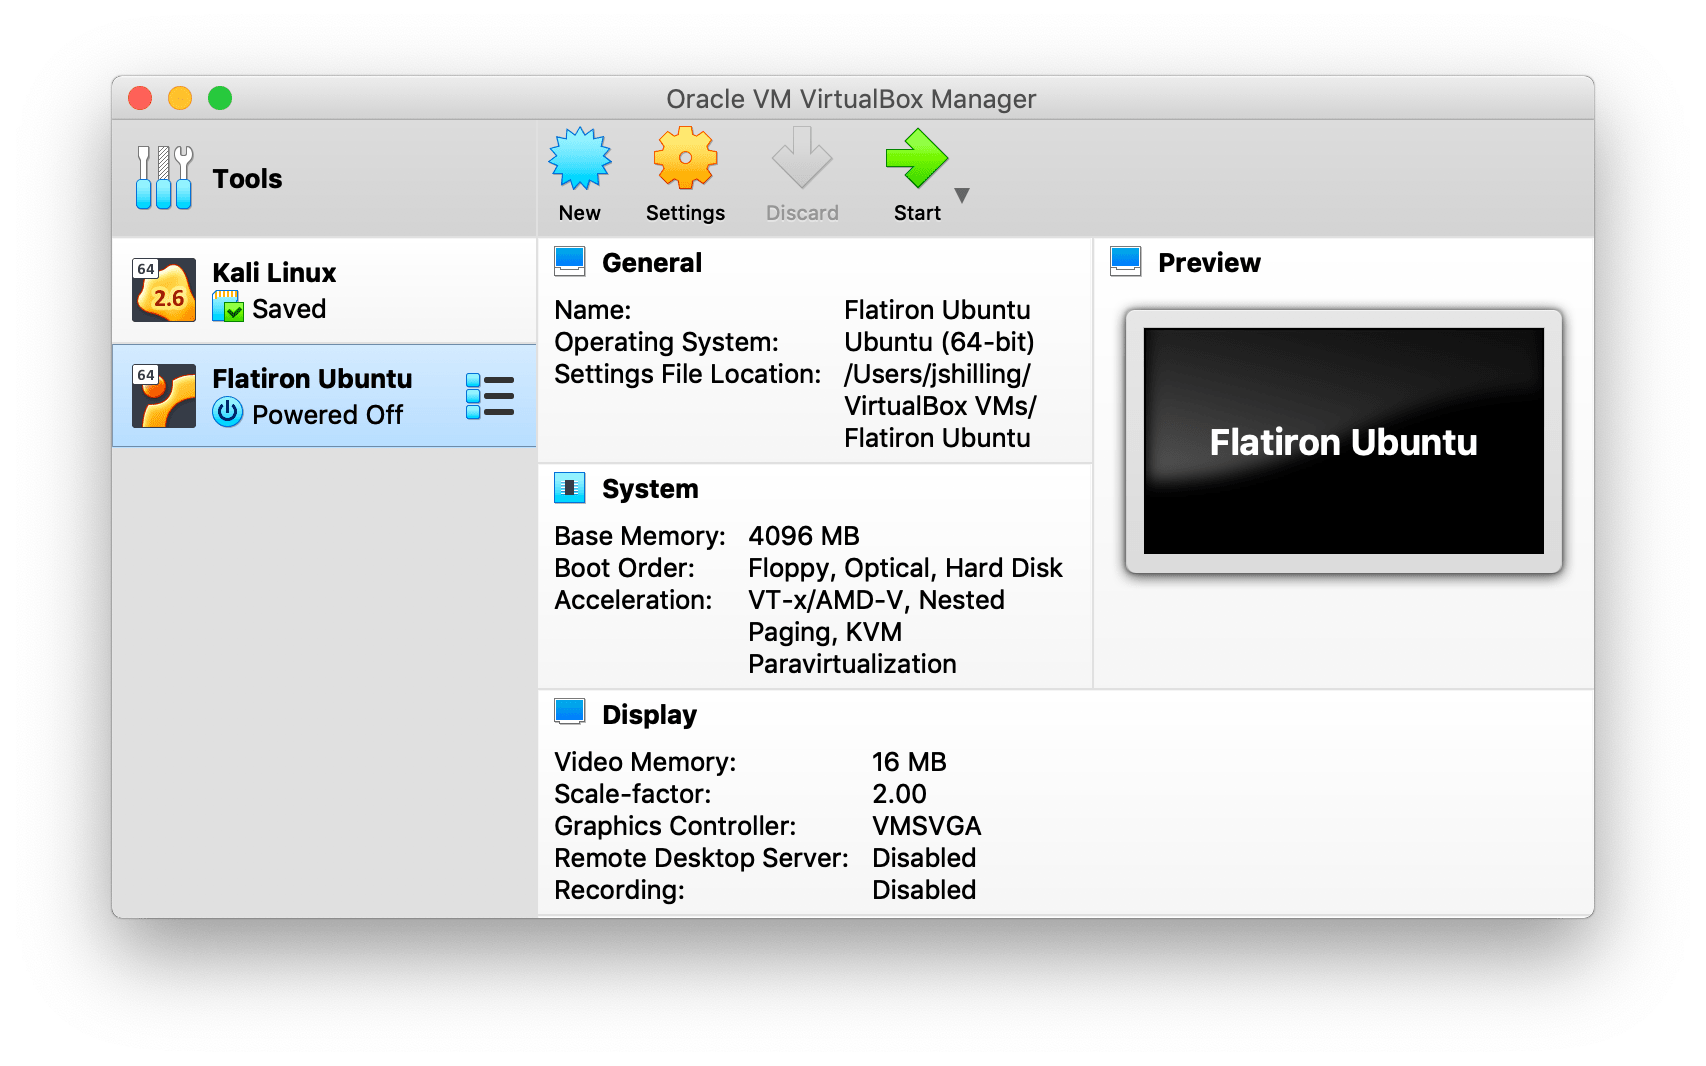 Oracle VM VirtualBox Manager
Tools
New
Settings
Discard
Start
64
2.6
Kali Linux
Saved
64
Flatiron Ubuntu
Powered Off
General
Name: Flatiron Ubuntu
Operating System: Ubuntu (64-bit)
Settings File Location: /Users/jshilling/
VirtualBox VMs/
Flatiron Ubuntu
System
Base Memory: 4096 MB
Boot Order: Floppy, Optical, Hard Disk
Acceleration: VT-x/AMD-V, Nested
Paging, KVM
Paravirtualization
Preview
Flatiron Ubuntu
Display
Video Memory: 16 MB
Scale-factor: 2.00
Graphics Controller: VMSVGA
Remote Desktop Server: Disabled
Recording: Disabled